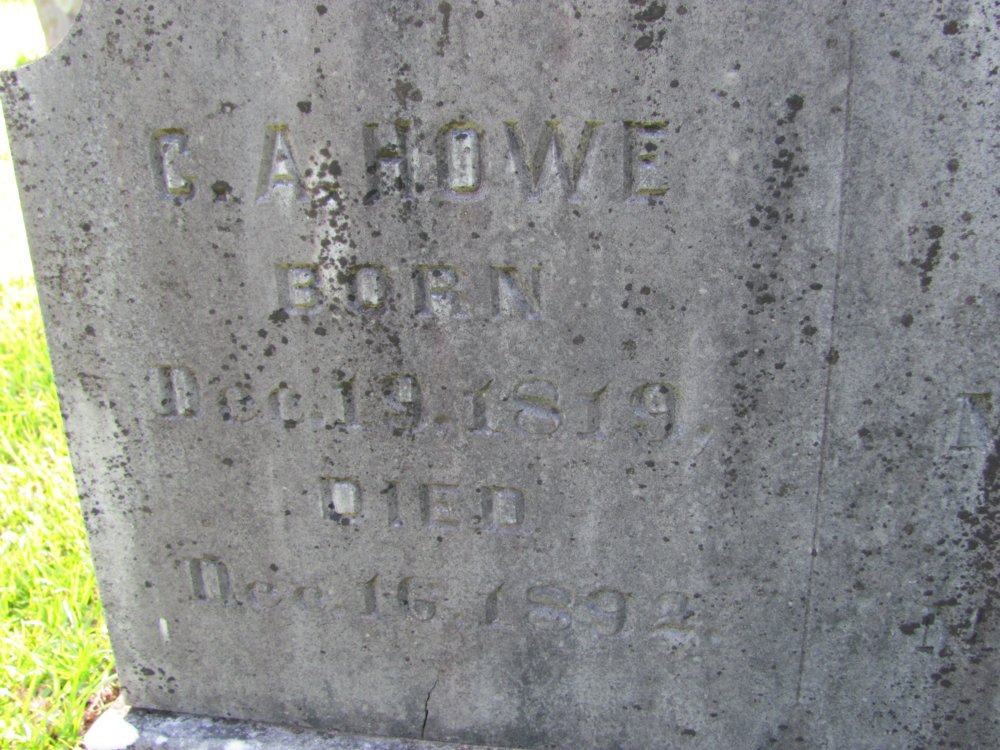 C. A. HOWE
BORN
Dec. 19, 1819,
DIED
Dec. 16, 1892.